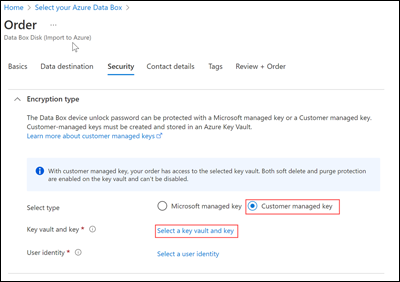 Home > Select your Azure Data Box >
Order ...
Data Box Disk (Import to Azure)
Basics Data destination Security Contact details Tags Review + Order
Encryption type
The Data Box device unlock password can be protected with a Microsoft managed key or a Customer managed key.
Customer-managed keys must be created and stored in an Azure Key Vault.
Learn more about customer managed keys
With customer managed key, your order has access to the selected key vault. Both soft delete and purge protection
are enabled on the key vault and can't be disabled.
Select type Microsoft managed key Customer managed key
Key vault and key * Select a key vault and key
User identity * Select a user identity